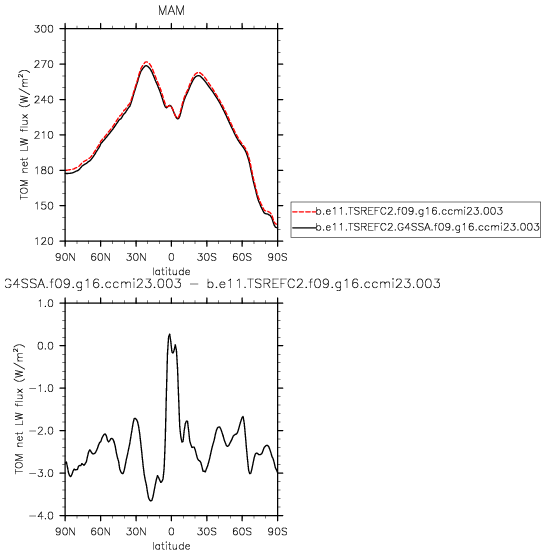 MAM
300
270
240
210
180
150
120
TOM net LW flux (W/m²)
90N 60N 30N 0 30S 60S 90S
latitude
b.e11.TSREFC2.f09.g16.ccmi23.003
b.e11.TSREFC2.G4SSA.f09.g16.ccmi23.003
G4SSA.f09.g16.ccmi23.003 − b.e11.TSREFC2.f09.g16.ccmi23.003
1.0
0.0
−1.0
−2.0
−3.0
−4.0
TOM net LW flux (W/m²)
90N 60N 30N 0 30S 60S 90S
latitude